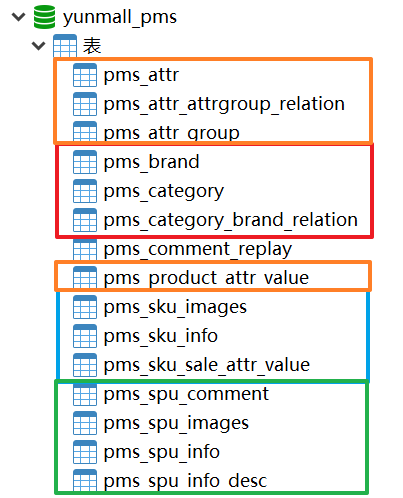 yunmall_pms
表
pms_attr
pms_attr_attrgroup_relation
pms_attr_group
pms_brand
pms_category
pms_category_brand_relation
pms_comment_replay
pms_product_attr_value
pms_sku_images
pms_sku_info
pms_sku_sale_attr_value
pms_spu_comment
pms_spu_images
pms_spu_info
pms_spu_info_desc